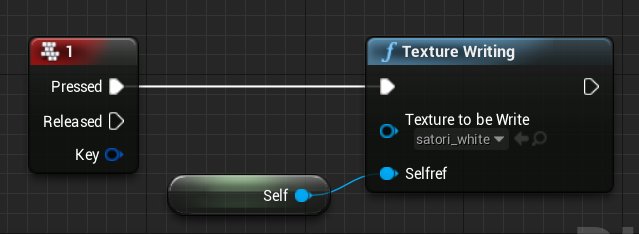 1
Texture Writing
Pressed
Released
Texture to be Write
satori_white
Key
Selfref
Self